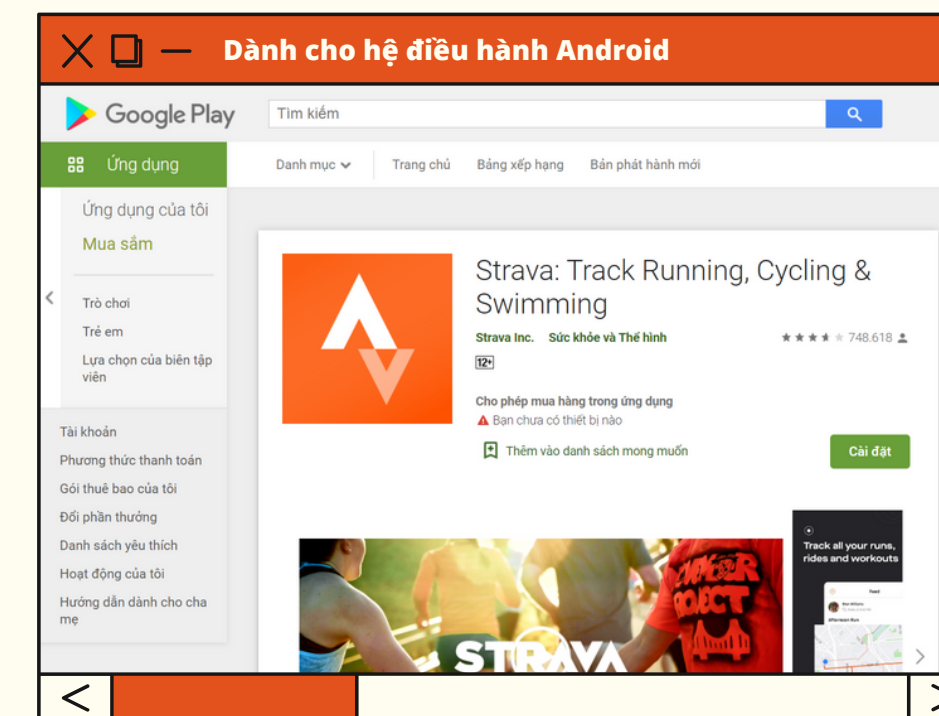 Dành cho hệ điều hành Android
Google Play
Tìm kiếm
Ứng dụng
Danh mục
Trang chủ
Bảng xếp hạng
Bản phát hành mới
Ứng dụng của tôi
Mua sắm
Trò chơi
Trẻ em
Lựa chọn của biên tập
viên
Tài khoản
Phương thức thanh toán
Gói thuê bao của tôi
Đổi phần thưởng
Danh sách yêu thích
Hoạt động của tôi
Hướng dẫn dành cho cha
mẹ
Strava: Track Running, Cycling &
Swimming
Strava Inc. Sức khỏe và Thể hình
748.618
12+
Cho phép mua hàng trong ứng dụng
Bạn chưa có thiết bị nào
Thêm vào danh sách mong muốn
Cài đặt
STRAVA
PROJECT
Track all your runs,
rides and workouts
Feed
Afternoon Run